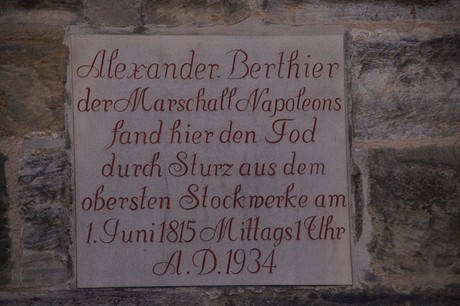 Alexander. Berthier
der Marschall Napoleons
fand hier den Tod
durch Sturz aus dem
obersten Stockwerke am
1. Juni 1815 Mittags 1 Uhr
A. D. 1934